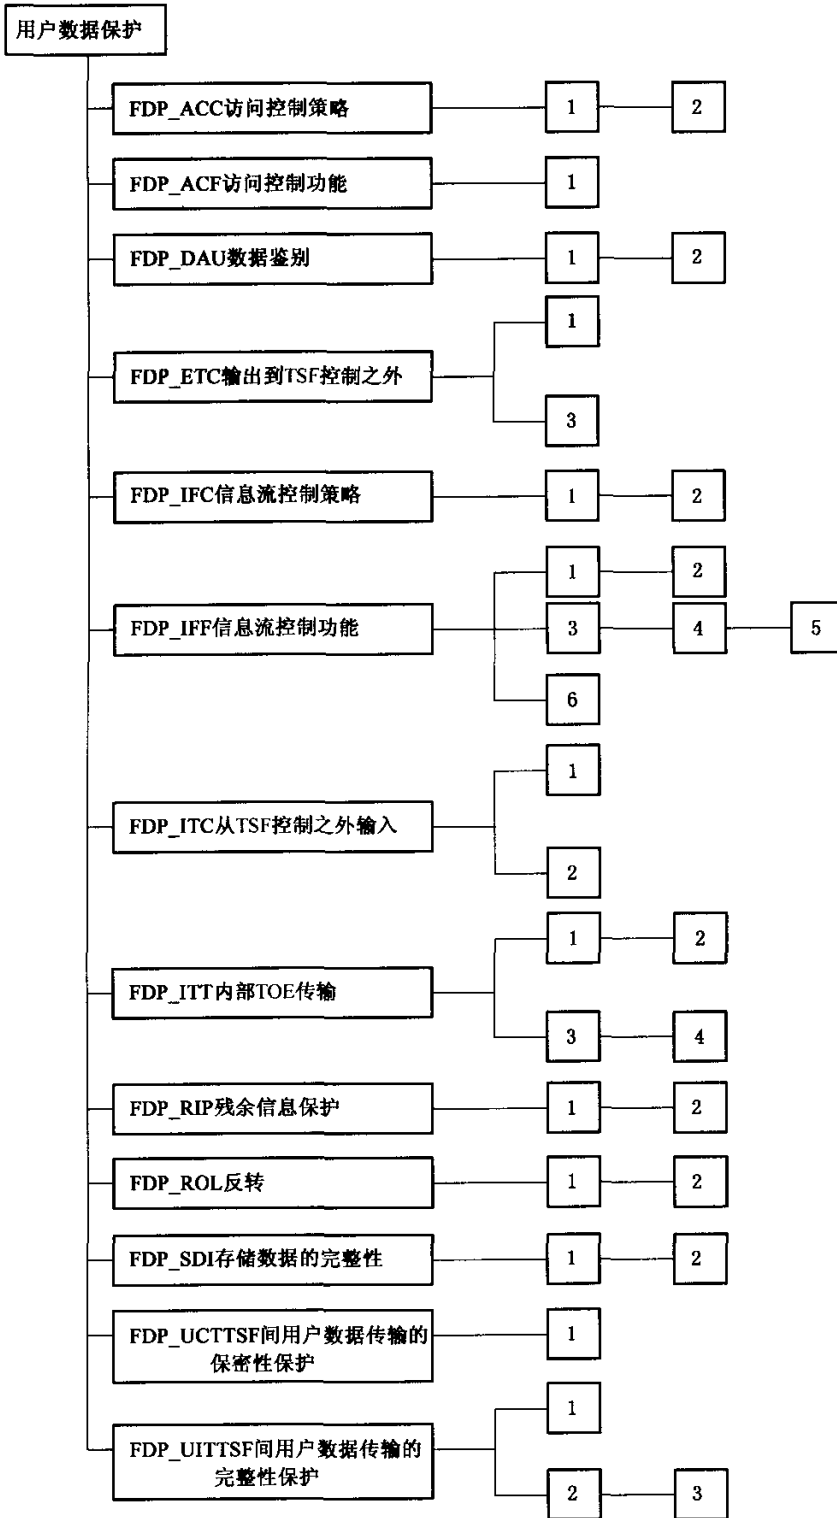 用户数据保护
FDP_ACC访问控制策略 1 2
FDP_ACF访问控制功能 1
FDP_DAU数据鉴别 1 2
1
FDP_ETC输出到TSF控制之外
3
FDP_IFC信息流控制策略 1 2
1 2
FDP_IFF信息流控制功能 3 4 5
6
1
FDP_ITC从TSF控制之外输入
2
1 2
FDP_ITT内部TOE传输
3 4
FDP_RIP残余信息保护 1 2
FDP_ROL反转 1 2
FDP_SDI存储数据的完整性 1 2
FDP_UCTTSF间用户数据传输的 1
保密性保护
1
FDP_UITTSF间用户数据传输的
完整性保护
2 3